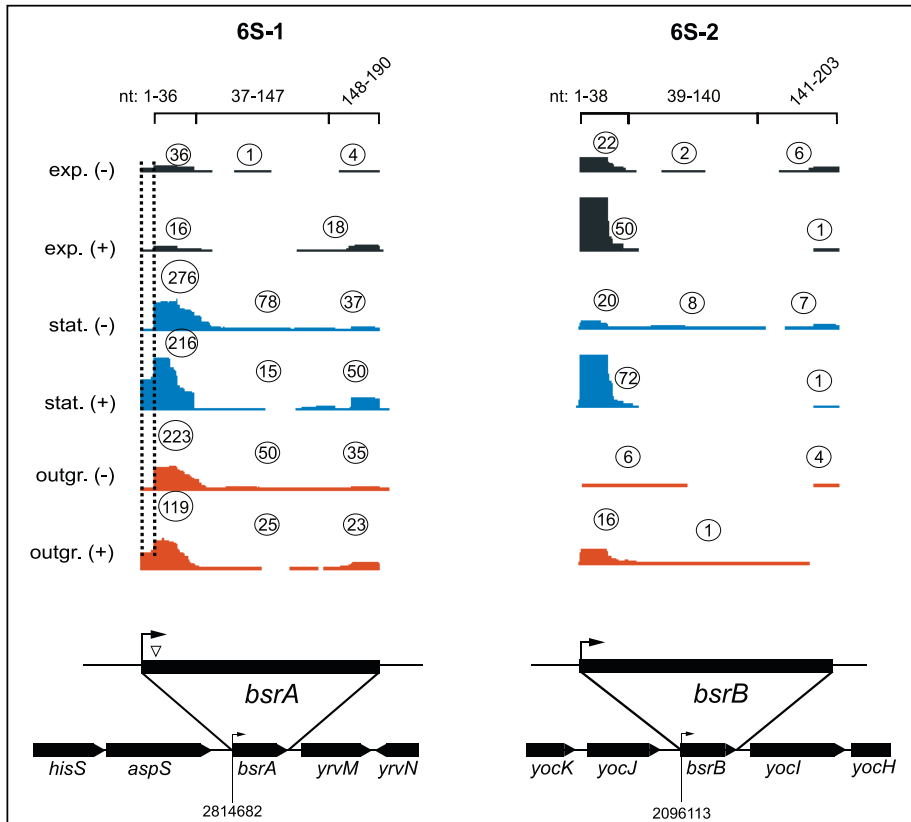 6S-1 6S-2
nt: 1-36 37-147 148-190 nt: 1-38 39-140 141-203
exp. (-) 36 1 4 22 2 6
exp. (+) 16 18 50 1
stat. (-) 276 78 37 20 8 7
stat. (+) 216 15 50 72 1
outgr. (-) 223 50 35 6 4
outgr. (+) 119 25 23 16 1
bsrA bsrB
hisS aspS bsrA yrvM yrvN yocK yocJ bsrB yocI yocH
2814682 2096113